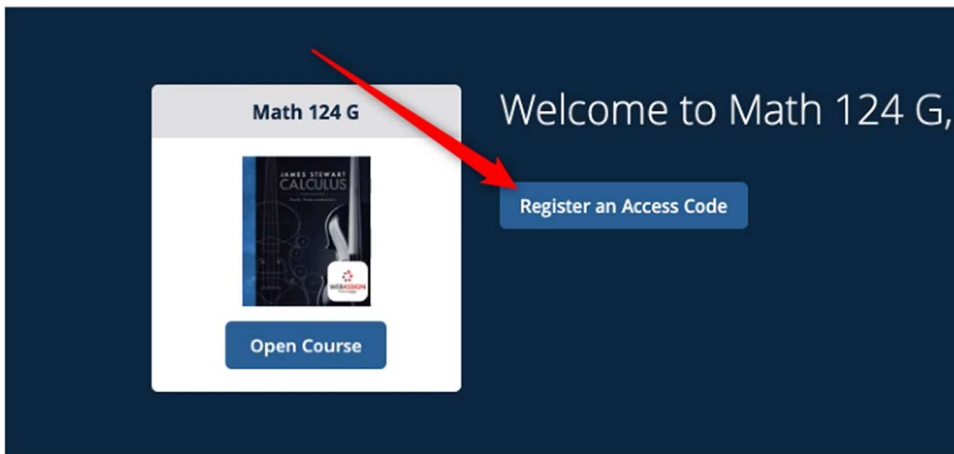 Math 124 G
JAMES STEWART
CALCULUS
WEBASSIGN
Open Course
Welcome to Math 124 G,
Register an Access Code